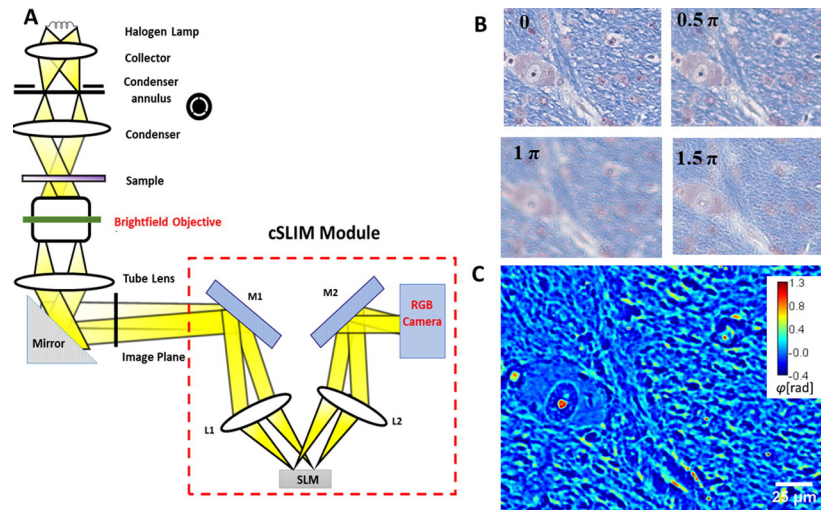 A
Halogen Lamp
Collector
Condenser
annulus
Condenser
Sample
Brightfield Objective
Tube Lens
Mirror
Image Plane
cSLIM Module
M1
M2
RGB
Camera
L1
L2
SLM
B
0
0.5 π
1 π
1.5 π
C
1.3
0.8
0.4
-0.0
-0.4
φ[rad]
25 μm